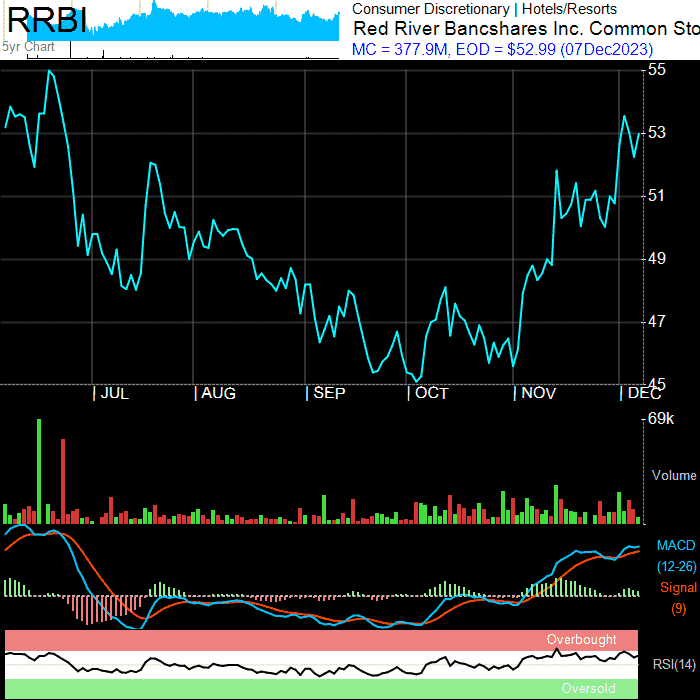 RRBI
5yr Chart
Consumer Discretionary | Hotels/Resorts
Red River Bancshares Inc. Common Sto
MC = 377.9M, EOD = $52.99 (07Dec2023)
55
53
51
49
47
45
| JUL | AUG | SEP | OCT | NOV | DEC
69k
Volume
MACD
(12-26)
Signal
(9)
Overbought
RSI(14)
Oversold